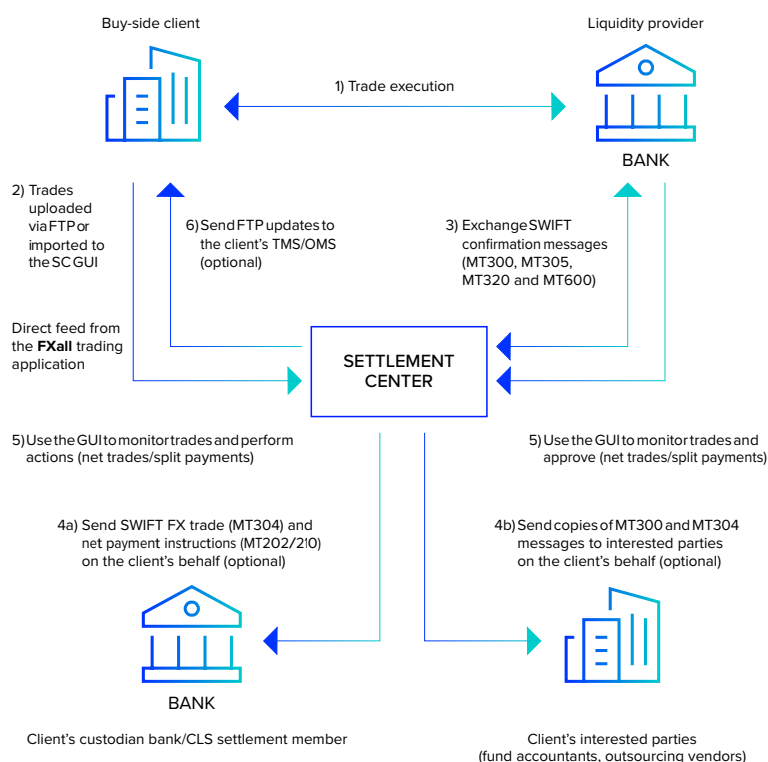 Buy-side client
Liquidity provider
1) Trade execution
BANK
2) Trades
uploaded
via FTP or
imported to
the SC GUI
6) Send FTP updates to
the client's TMS/OMS
(optional)
3) Exchange SWIFT
confirmation messages
(MT300, MT305,
MT320 and MT600)
Direct feed from
the FXall trading
application
SETTLEMENT
CENTER
5) Use the GUI to monitor trades and perform
actions (net trades/split payments)
5) Use the GUI to monitor trades and
approve (net trades/split payments)
4a) Send SWIFT FX trade (MT304) and
net payment instructions (MT202/210)
on the client's behalf (optional)
4b) Send copies of MT300 and MT304
messages to interested parties
on the client's behalf (optional)
BANK
Client's custodian bank/CLS settlement member
Client's interested parties
(fund accountants, outsourcing vendors)